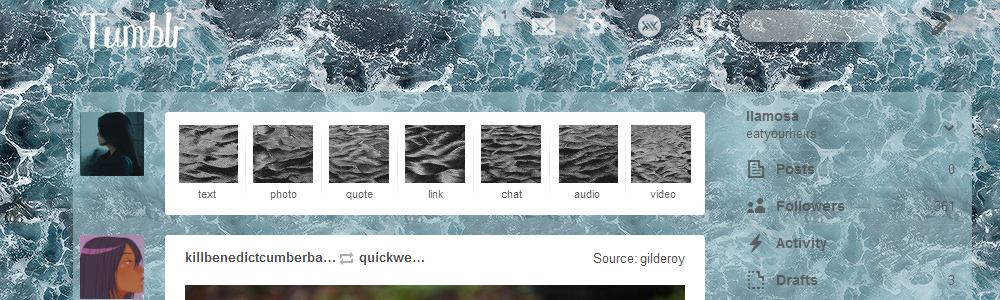 Tumblr
text photo quote link chat audio video
killbenedictcumberba... quickwe... Source: gilderoy
llamosa
eatyourheirs
Posts 0
Followers 361
Activity
Drafts 3